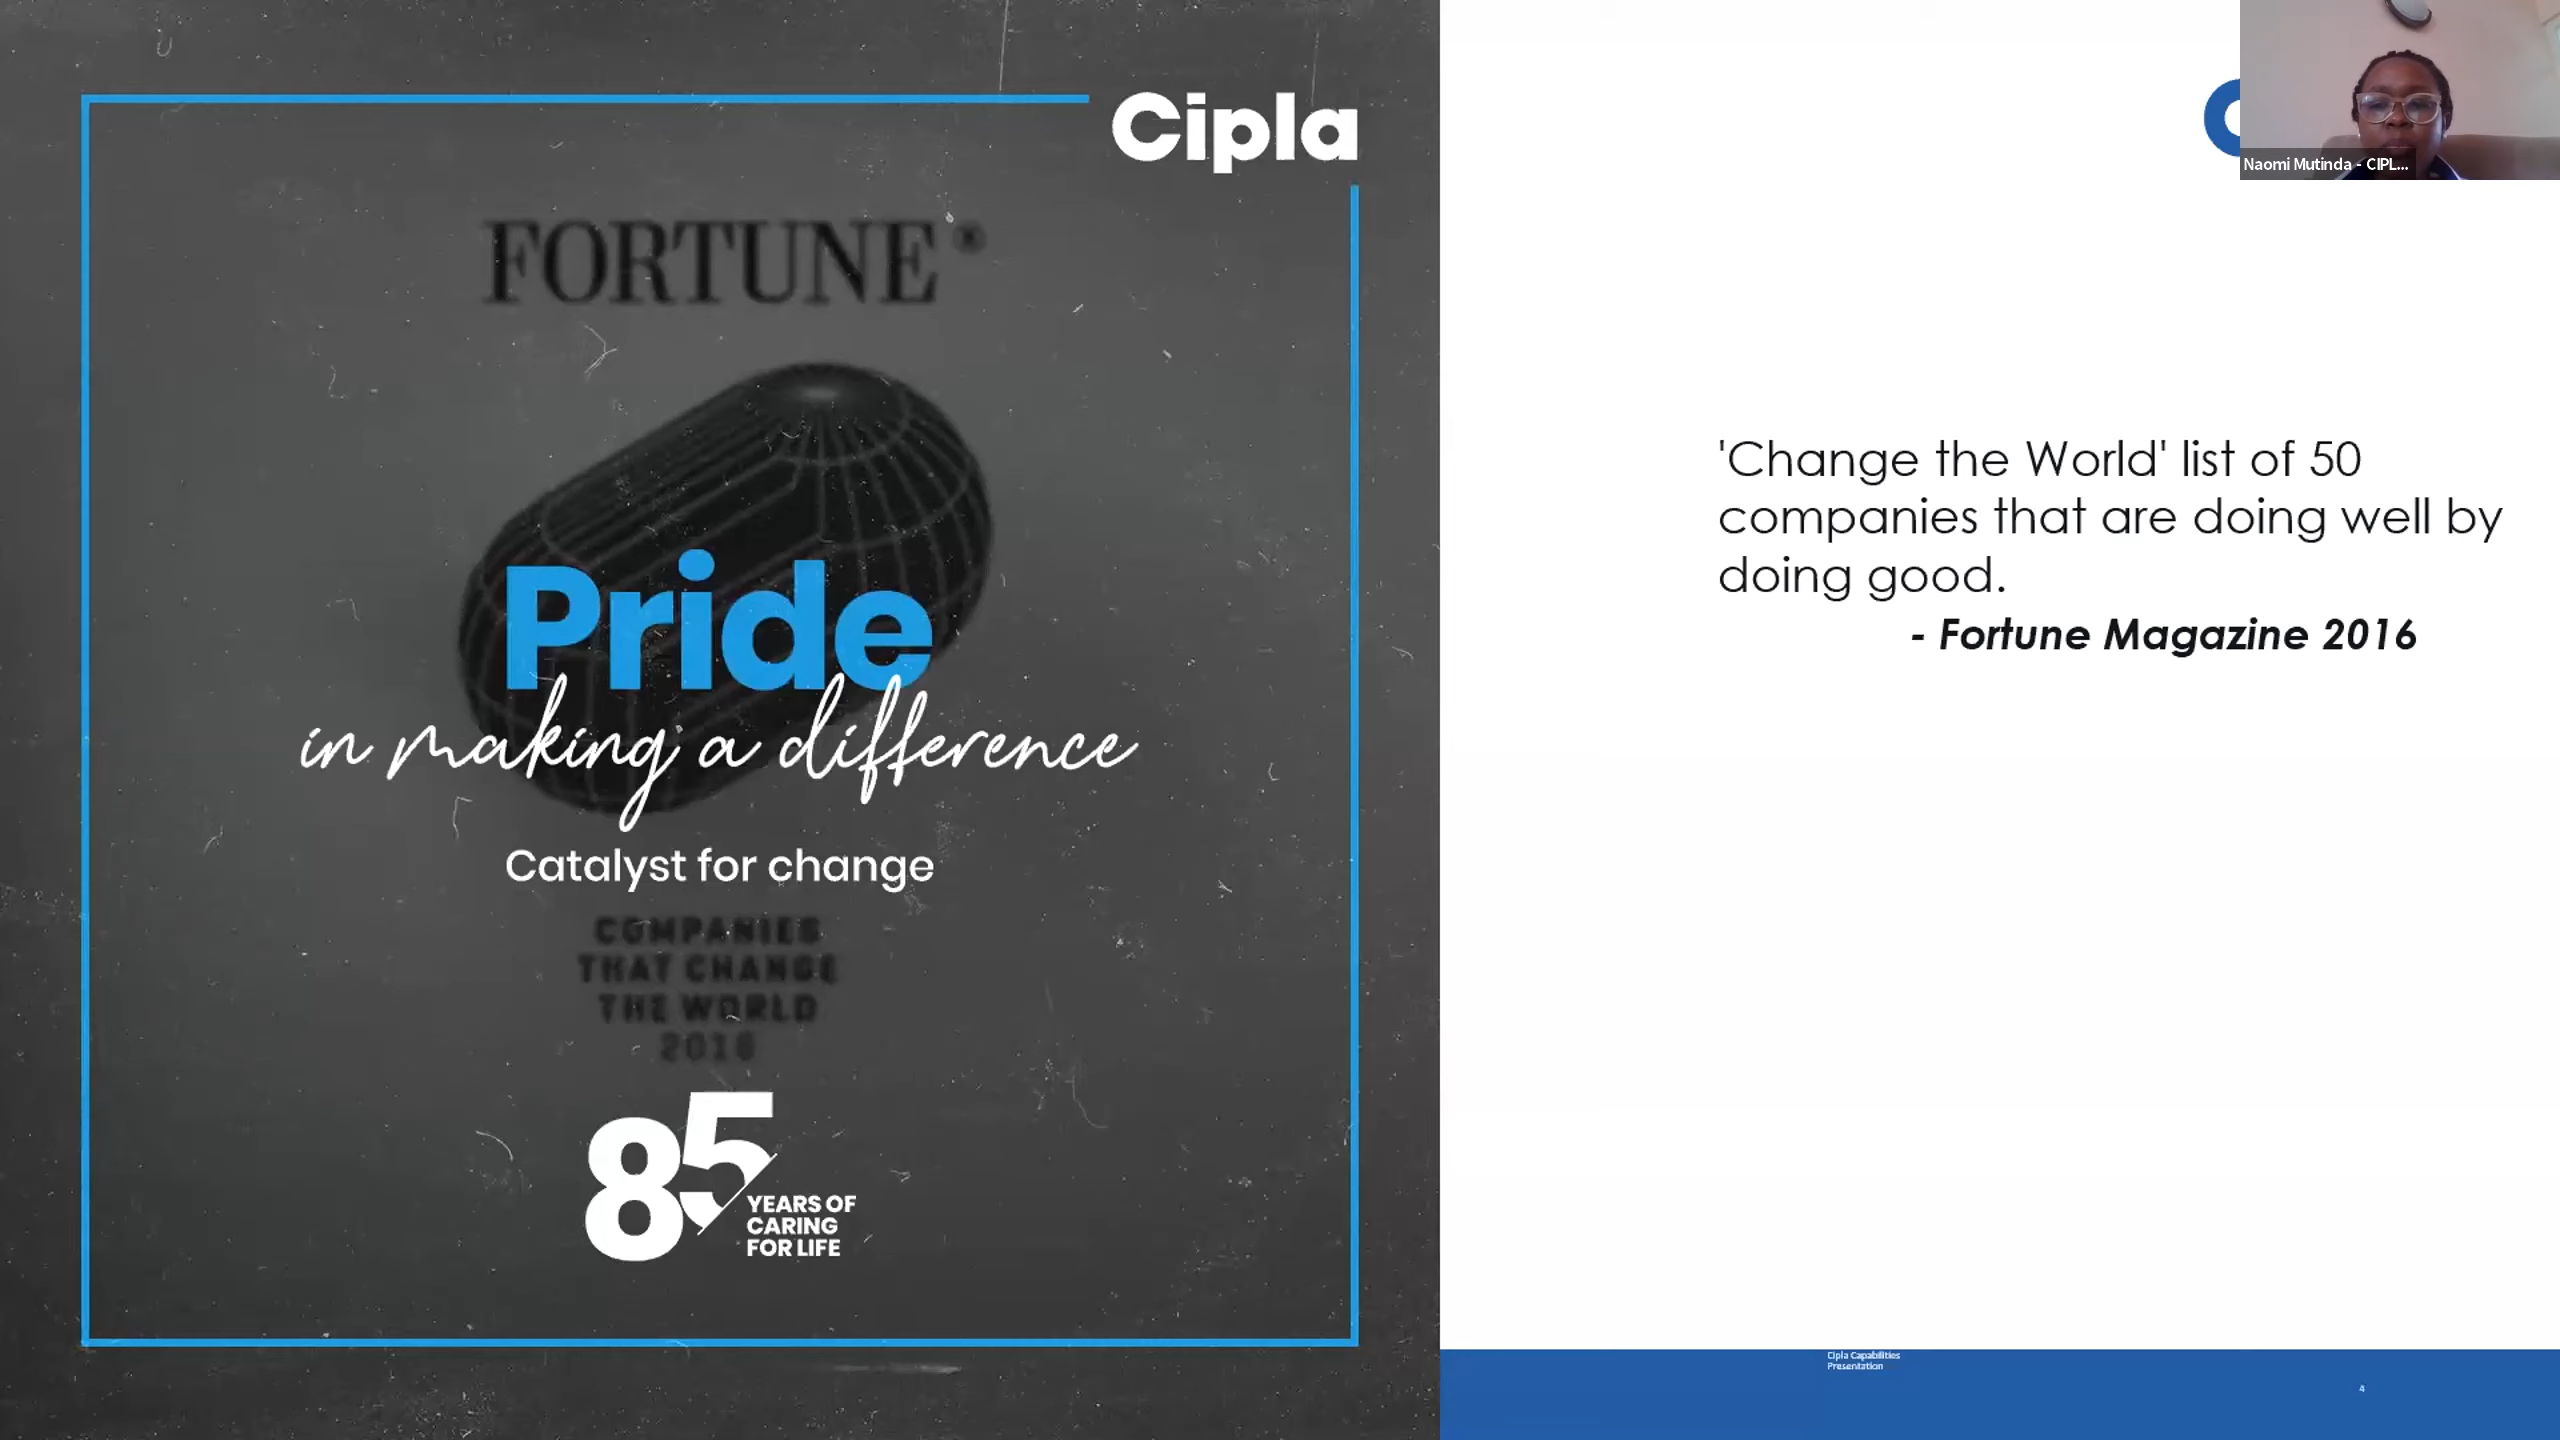 Cipla
FORTUNE®
Pride
in making a difference
Catalyst for change
COMPANIES
THAT CHANGE
THE WORLD
2016
85
YEARS OF
CARING
FOR LIFE
Naomi Mutinda - CIPL...
'Change the World' list of 50
companies that are doing well by
doing good.
- Fortune Magazine 2016
Cipla Capabilities
Presentation
4